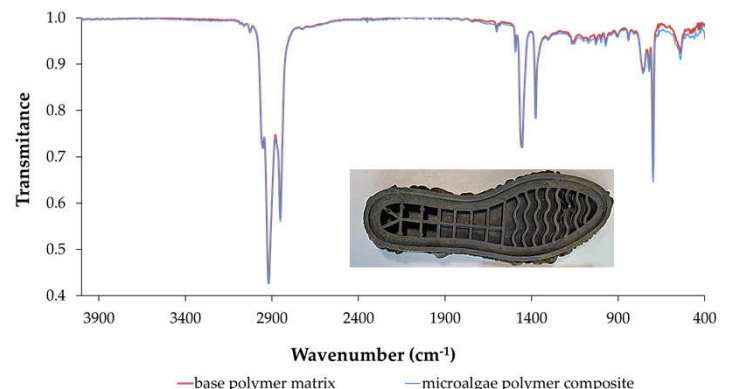 1.0
0.9
0.8
0.7
0.6
0.5
0.4
Transmitance
3900 3400 2900 2400 1900 1400 900 400
Wavenumber (cm⁻¹)
base polymer matrix microalgae polymer composite